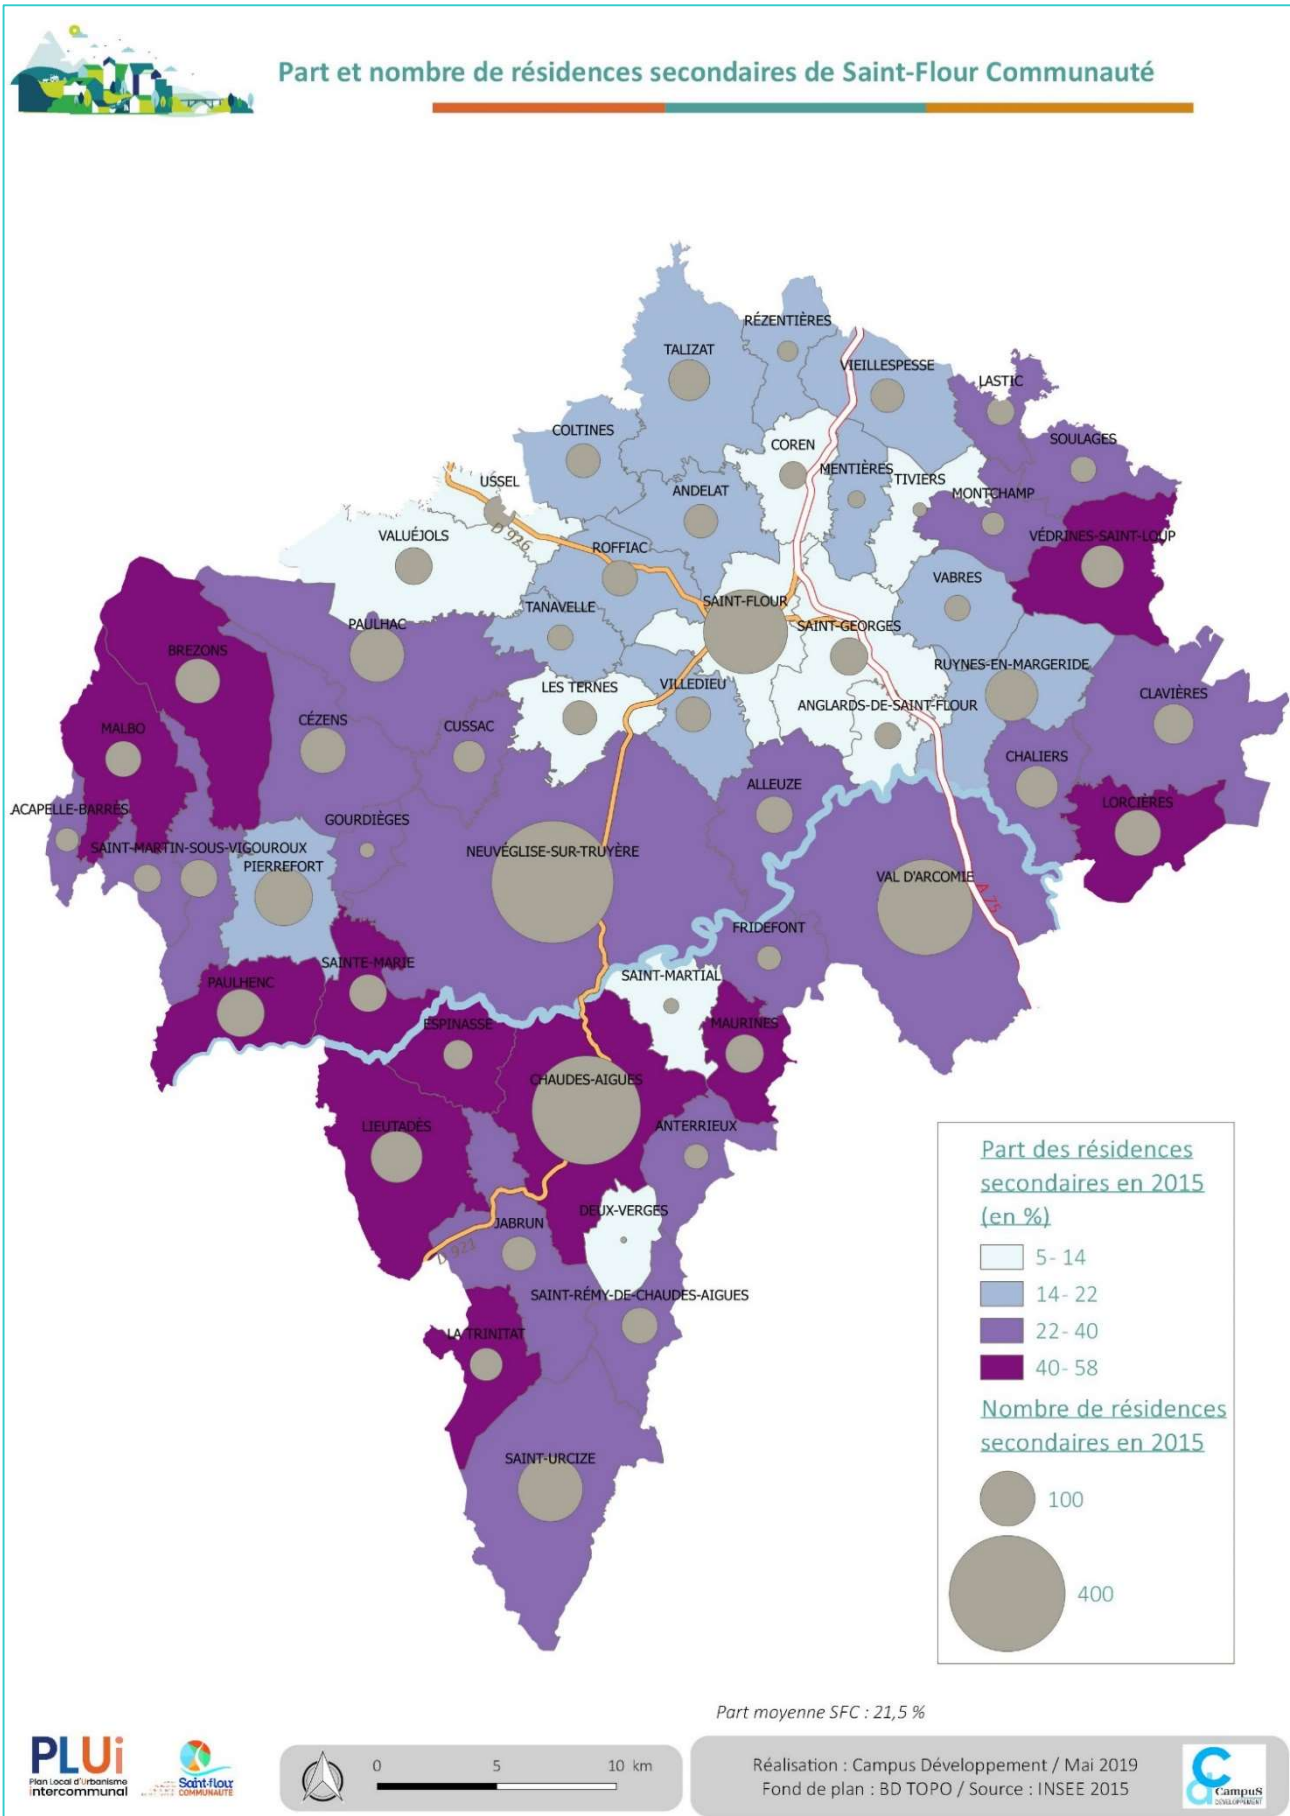 Part et nombre de résidences secondaires de Saint-Flour Communauté
RÉZENTIÈRES
TALIZAT
VIEILLESPESSE
LASTIC
COLTINES
COREN
SOULAGES
MENTIÈRES
TIVIERS
USSEL
ANDELAT
MONTCHAMP
D 926
VALUÉJOLS
ROFFIAC
VÉDRINES-SAINT-LOUP
VABRES
SAINT-FLOUR
TANAVELLE
PAULHAC
SAINT-GEORGES
BREZONS
RUYNES-EN-MARGERIDE
LES TERNES
VILLEDIEU
CLAVIÈRES
ANGLARDS-DE-SAINT-FLOUR
CÉZENS
CUSSAC
MALBO
CHALIERS
ALLEUZE
LORCIÈRES
ACAPELLE-BARRÈS
GOURDIÈGES
SAINT-MARTIN-SOUS-VIGOUROUX
NEUVÉGLISE-SUR-TRUYÈRE
PIERREFORT
VAL D'ARCOMIE
A 75
FRIDEFONT
SAINTE-MARIE
SAINT-MARTIAL
PAULHENC
MAURINES
ESPINASSE
CHAUDES-AIGUES
LIEUTADÈS
ANTERRIEUX
DEUX-VERGES
JABRUN
D 921
SAINT-RÉMY-DE-CHAUDES-AIGUES
LA TRINITAT
SAINT-URCIZE
Part des résidences
secondaires en 2015
(en %)
5 - 14
14 - 22
22 - 40
40 - 58
Nombre de résidences
secondaires en 2015
100
400
Part moyenne SFC : 21,5 %
PLUi
Plan Local d'Urbanisme
intercommunal
Saint-flour
COMMUNAUTÉ
0 5 10 km
Réalisation : Campus Développement / Mai 2019
Fond de plan : BD TOPO / Source : INSEE 2015
CampuS
DÉVELOPPEMENT